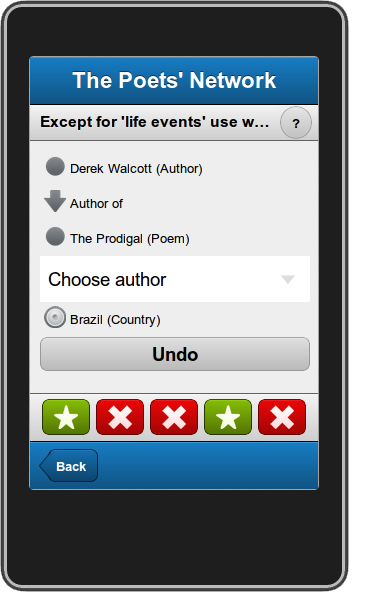 The Poets' Network
Except for 'life events' use w...
?
Derek Walcott (Author)
Author of
The Prodigal (Poem)
Choose author
Brazil (Country)
Undo
Back